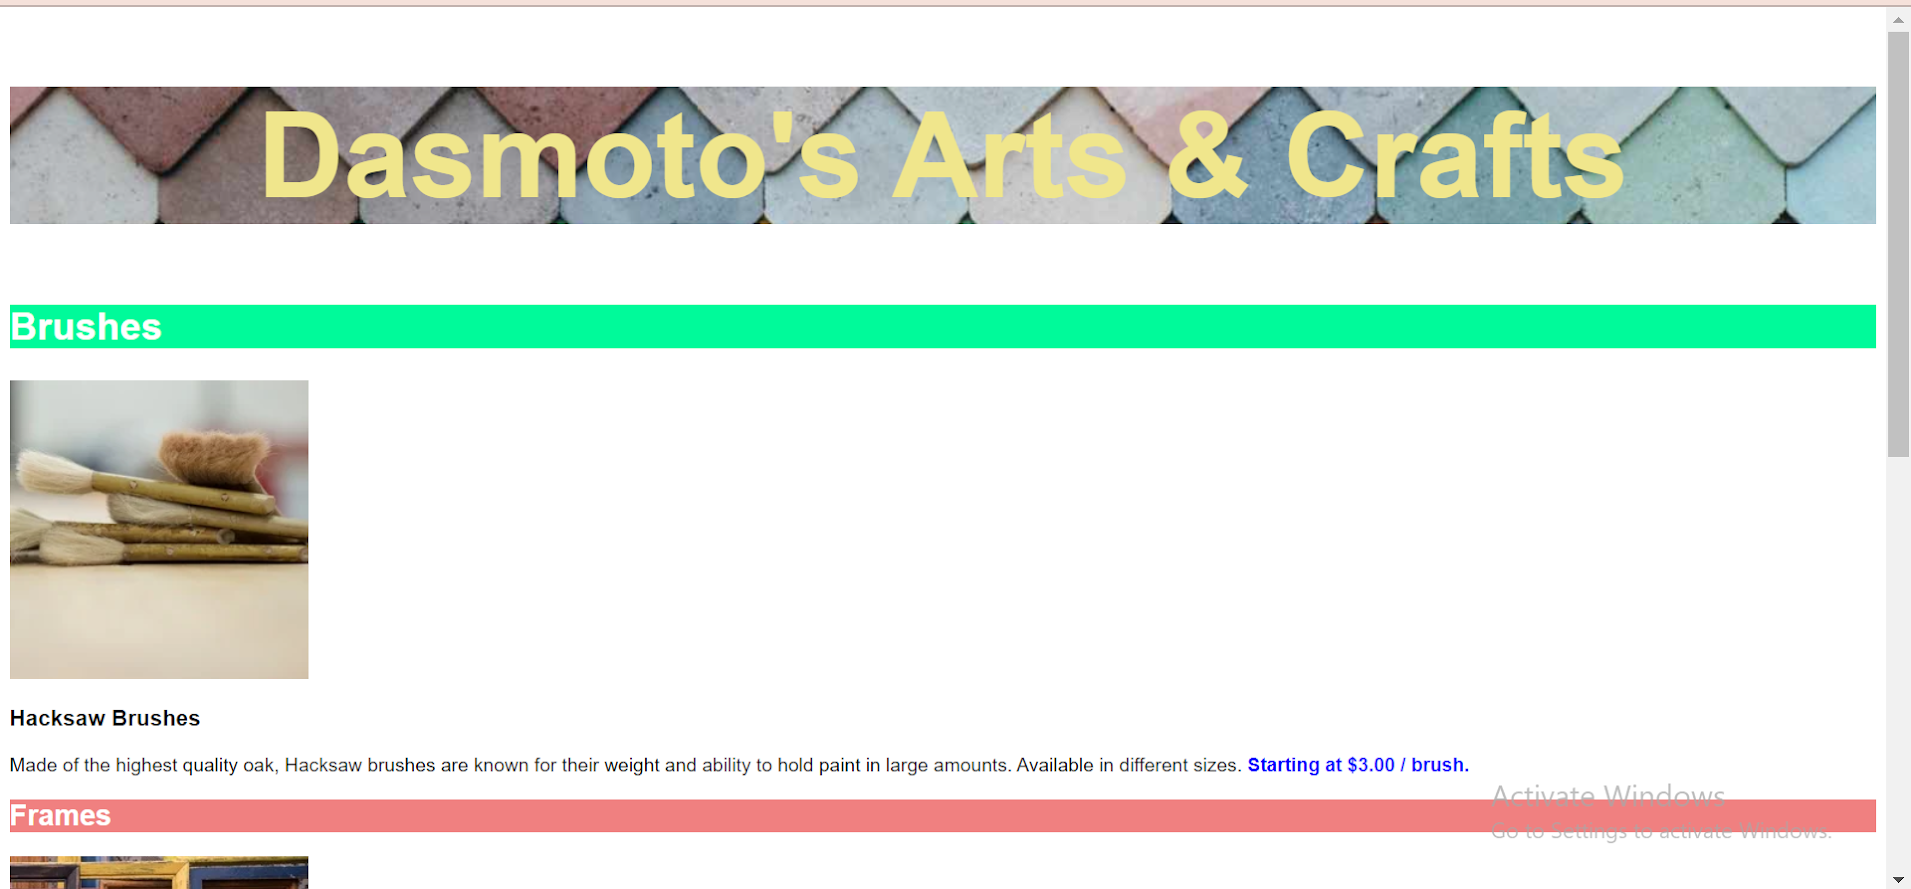 Dasmoto's Arts & Crafts
Brushes
Hacksaw Brushes
Made of the highest quality oak, Hacksaw brushes are known for their weight and ability to hold paint in large amounts. Available in different sizes. Starting at $3.00 / brush.
Activate Windows
Frames
Go to Settings to activate Windows.